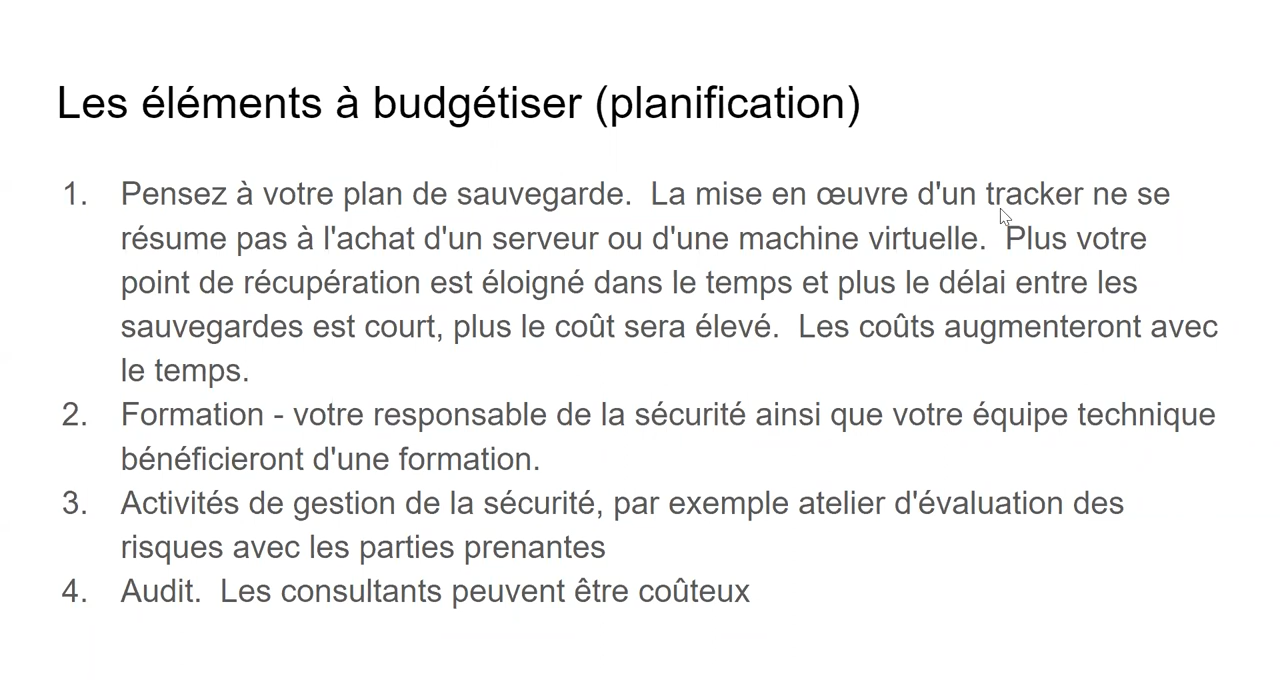 Les éléments à budgétiser (planification)
1. Pensez à votre plan de sauvegarde.  La mise en œuvre d'un tracker ne se
résume pas à l'achat d'un serveur ou d'une machine virtuelle.  Plus votre
point de récupération est éloigné dans le temps et plus le délai entre les
sauvegardes est court, plus le coût sera élevé.  Les coûts augmenteront avec
le temps.
2. Formation - votre responsable de la sécurité ainsi que votre équipe technique
bénéficieront d'une formation.
3. Activités de gestion de la sécurité, par exemple atelier d'évaluation des
risques avec les parties prenantes
4. Audit.  Les consultants peuvent être coûteux